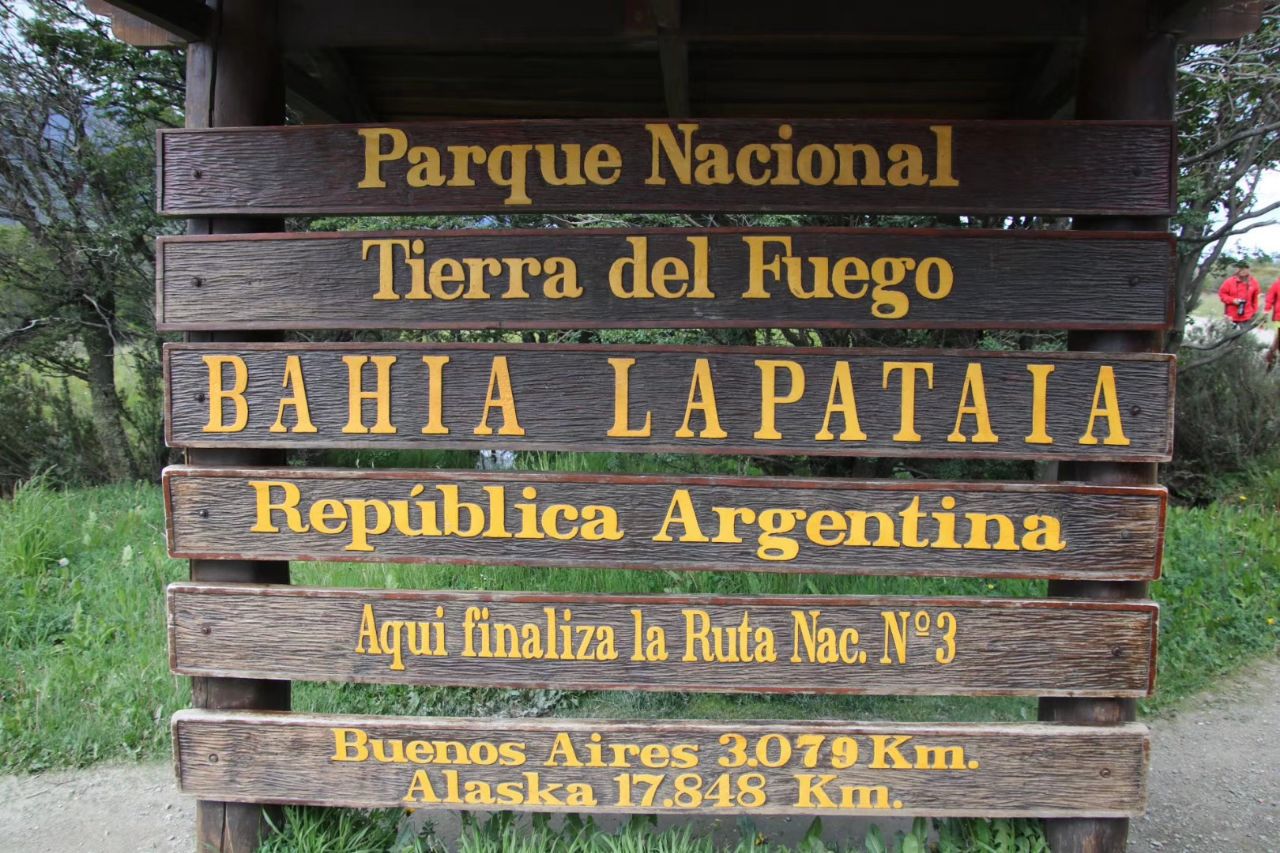 Parque Nacional
Tierra del Fuego
BAHIA LAPATAIA
República Argentina
Aqui finaliza la Ruta Nac. Nº3
Buenos Aires 3.079 Km.
Alaska 17.848 Km.